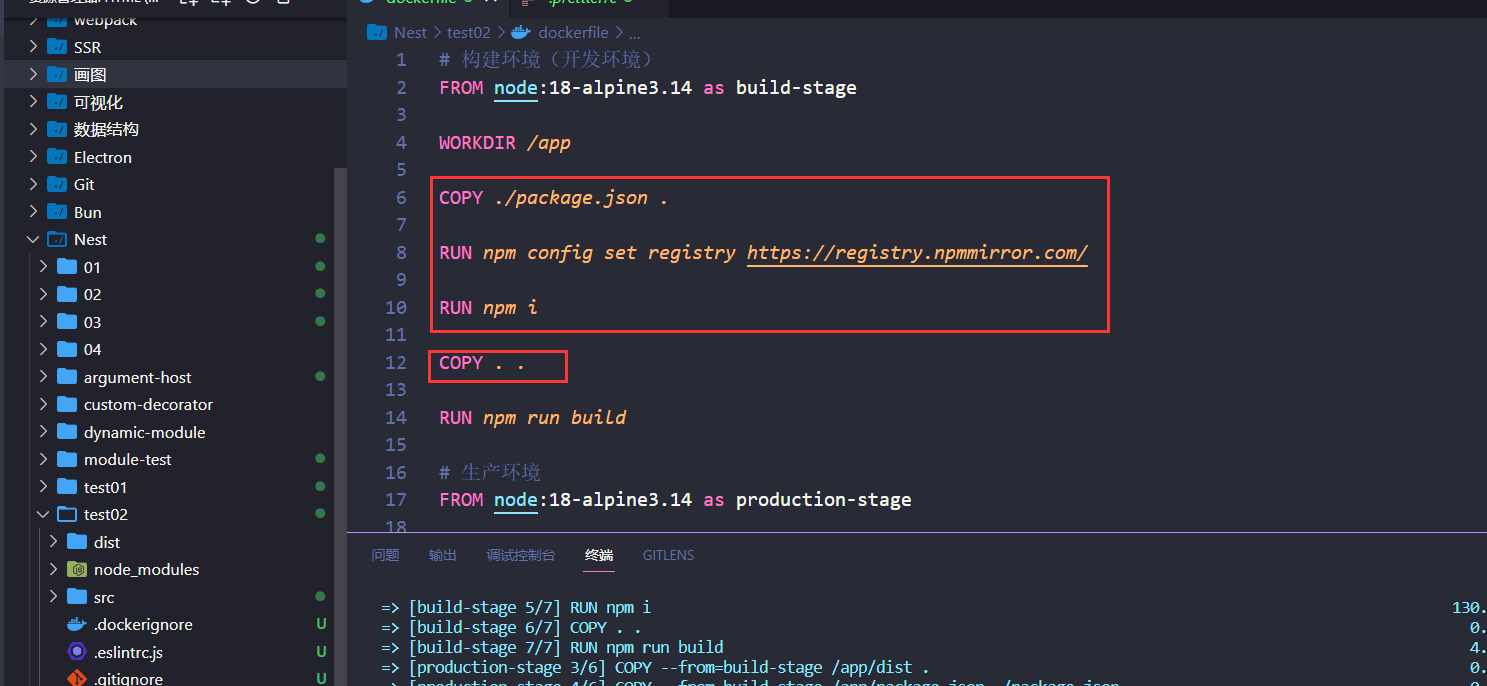 webpack
SSR
画图
可视化
数据结构
Electron
Git
Bun
Nest
01
02
03
04
argument-host
custom-decorator
dynamic-module
module-test
test01
test02
dist
node_modules
src
.dockerignore U
.eslintrc.js U
.gitignore U
Nest > test02 > dockerfile > ...
1 # 构建环境（开发环境）
2 FROM node:18-alpine3.14 as build-stage
3
4 WORKDIR /app
5
6 COPY ./package.json .
7
8 RUN npm config set registry https://registry.npmmirror.com/
9
10 RUN npm i
11
12 COPY . .
13
14 RUN npm run build
15
16 # 生产环境
17 FROM node:18-alpine3.14 as production-stage
18
问题 输出 调试控制台 终端 GITLENS
=> [build-stage 5/7] RUN npm i 130.
=> [build-stage 6/7] COPY . . 0.
=> [build-stage 7/7] RUN npm run build 4.
=> [production-stage 3/6] COPY --from=build-stage /app/dist . 0.